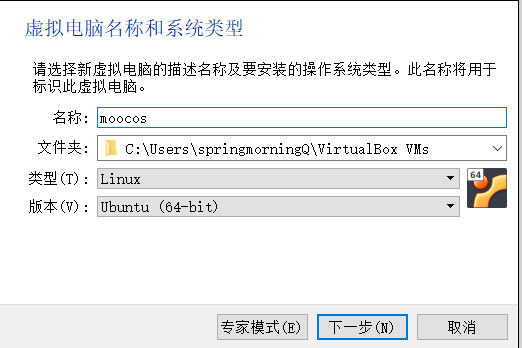 虚拟电脑名称和系统类型
请选择新虚拟电脑的描述名称及要安装的操作系统类型。此名称将用于
标识此虚拟电脑。
名称: moocos
文件夹: C:\Users\springmorningQ\VirtualBox VMs
类型(T): Linux
64
版本(V): Ubuntu (64-bit)
专家模式(E) 下一步(N) 取消